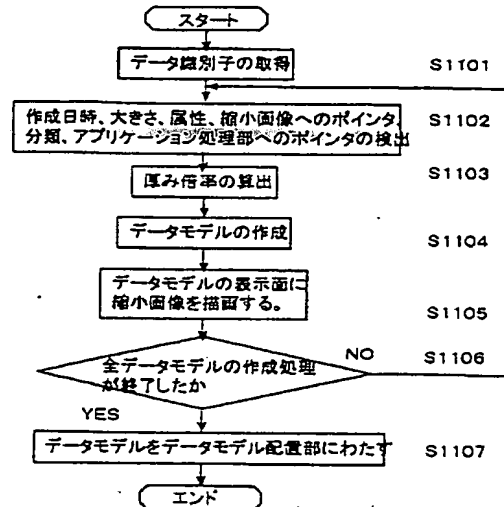 スタート
データ識別子の取得
S1101
作成日時、大きさ、属性、縮小画像へのポインタ、
分類、アプリケーション処理部へのポインタの検出
S1102
厚み倍率の算出
S1103
データモデルの作成
S1104
データモデルの表示面に
縮小画像を描画する。
S1105
全データモデルの作成処理
が終了したか
NO
S1106
YES
データモデルをデータモデル配置部にわたす
S1107
エンド